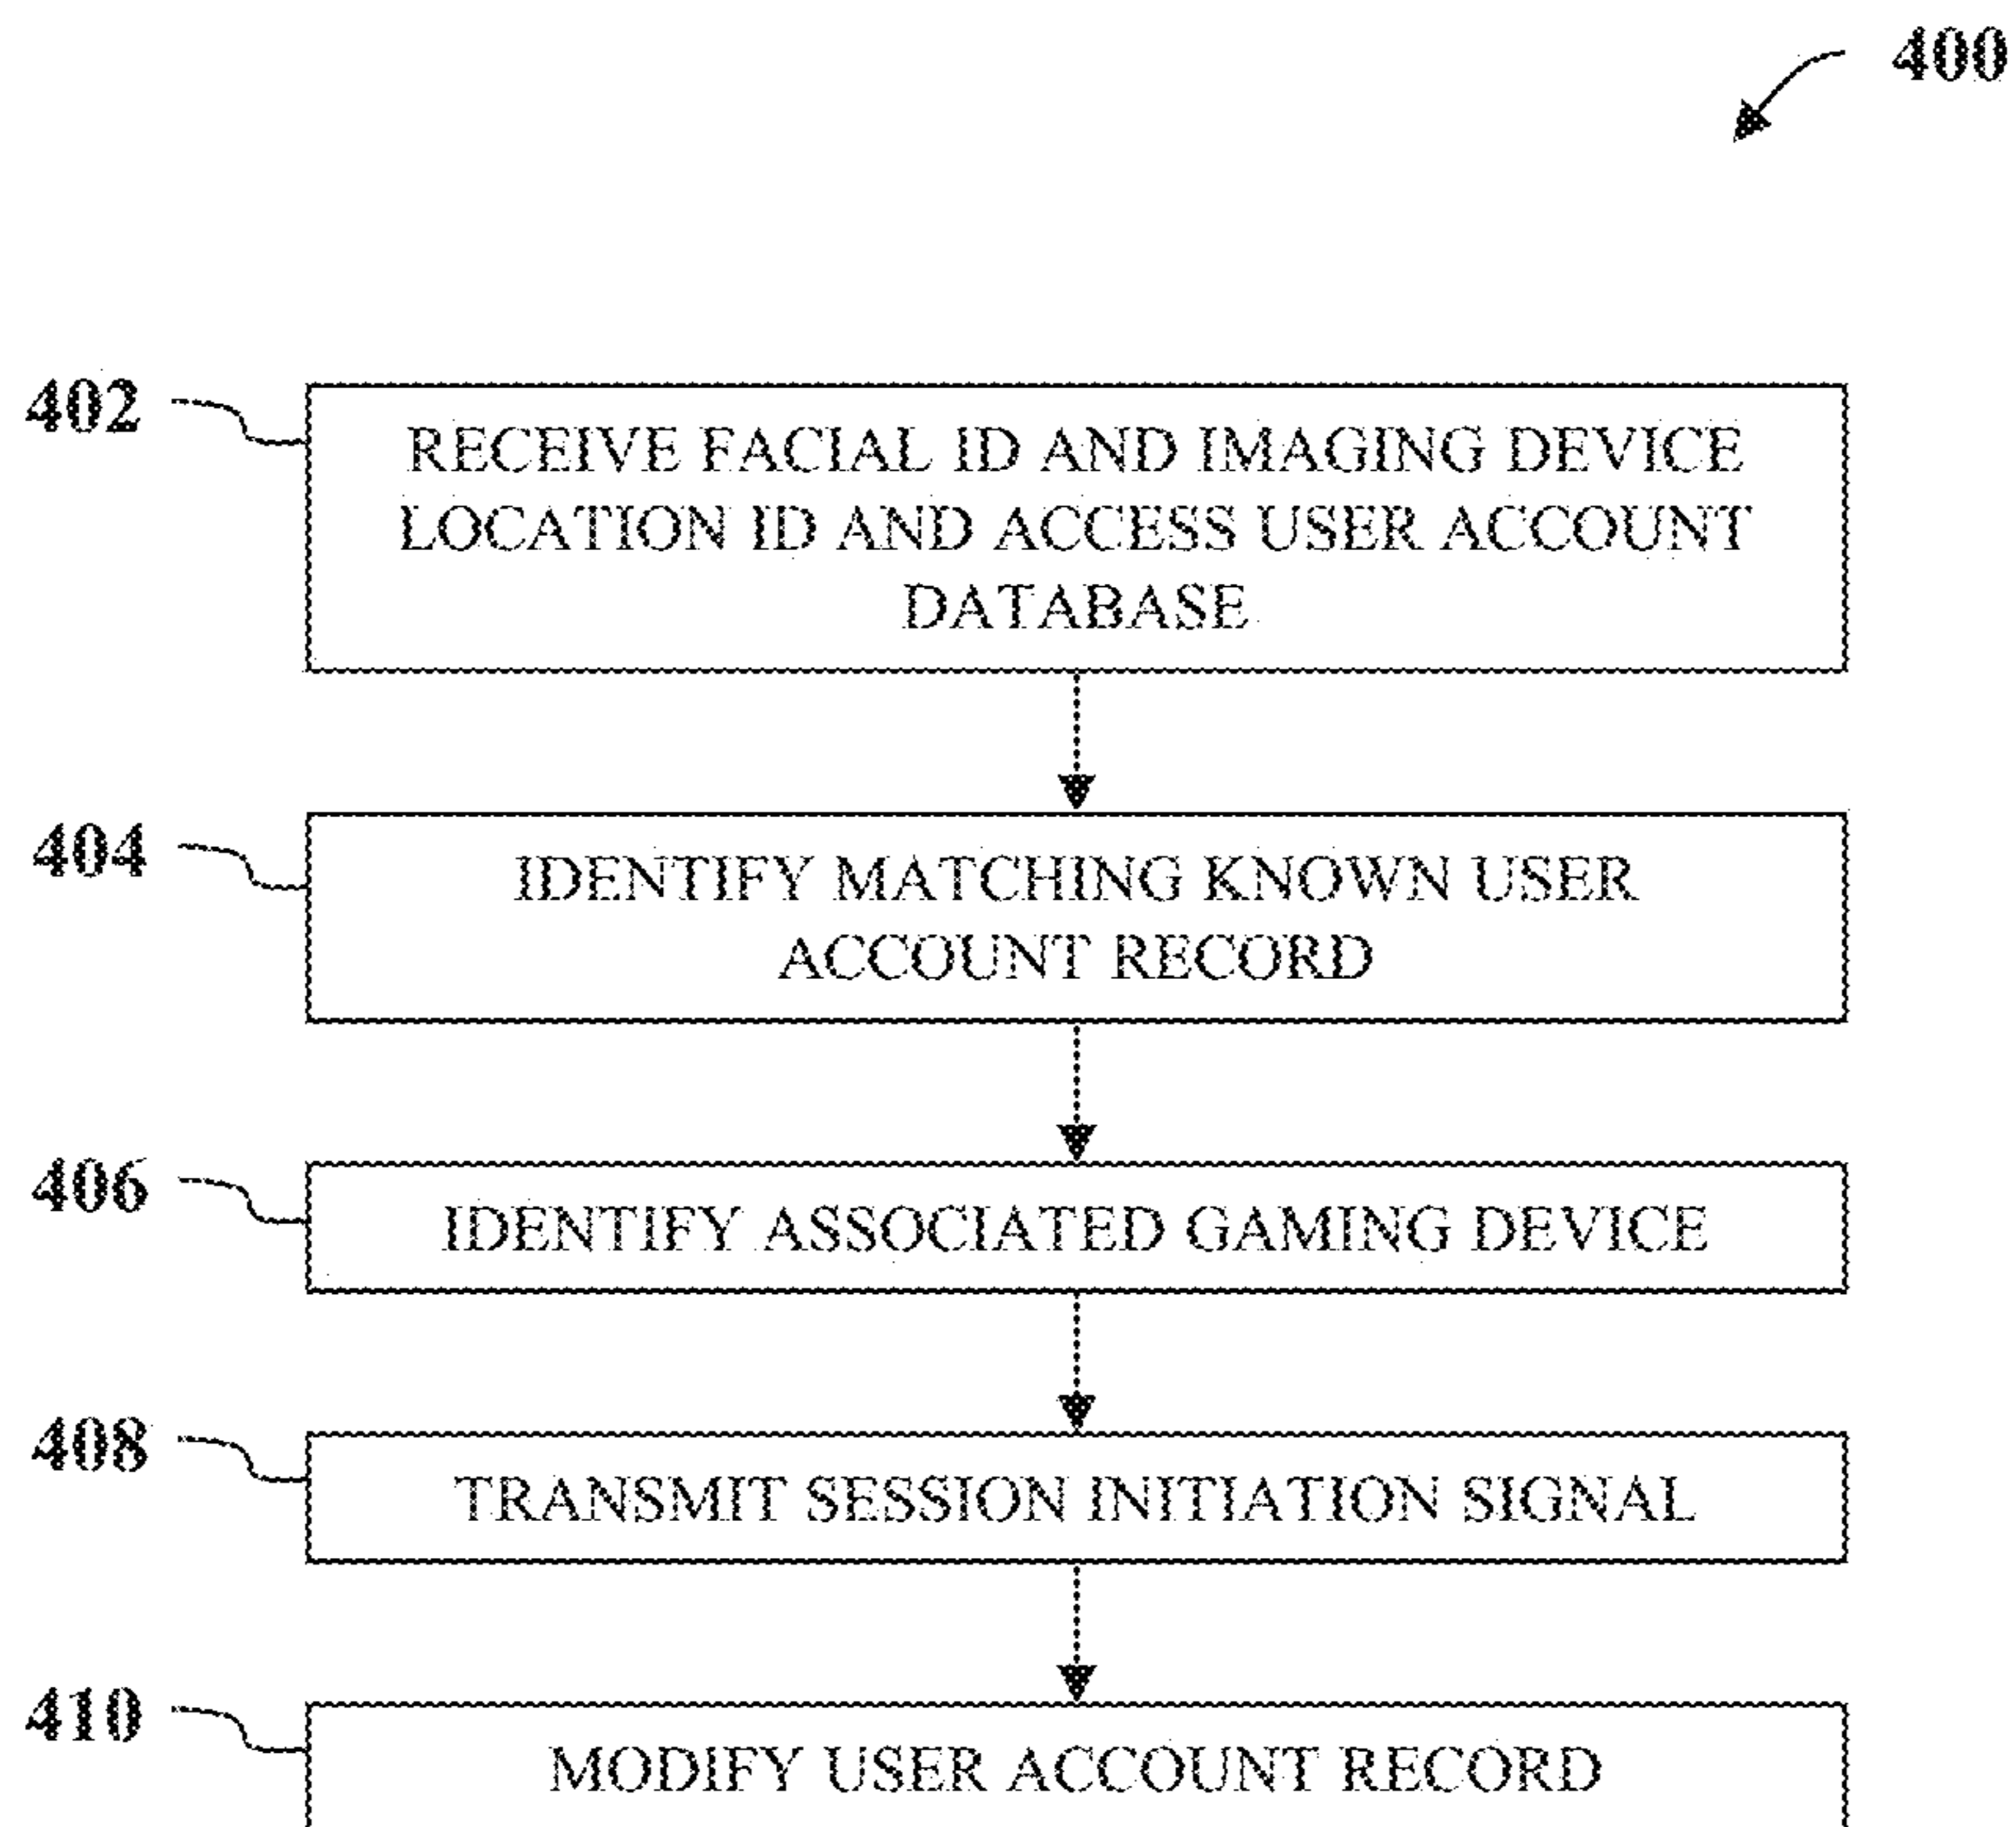 400
402
RECEIVE FACIAL ID AND IMAGING DEVICE
LOCATION ID AND ACCESS USER ACCOUNT
DATABASE
404
IDENTIFY MATCHING KNOWN USER
ACCOUNT RECORD
406
IDENTIFY ASSOCIATED GAMING DEVICE
408
TRANSMIT SESSION INITIATION SIGNAL
410
MODIFY USER ACCOUNT RECORD